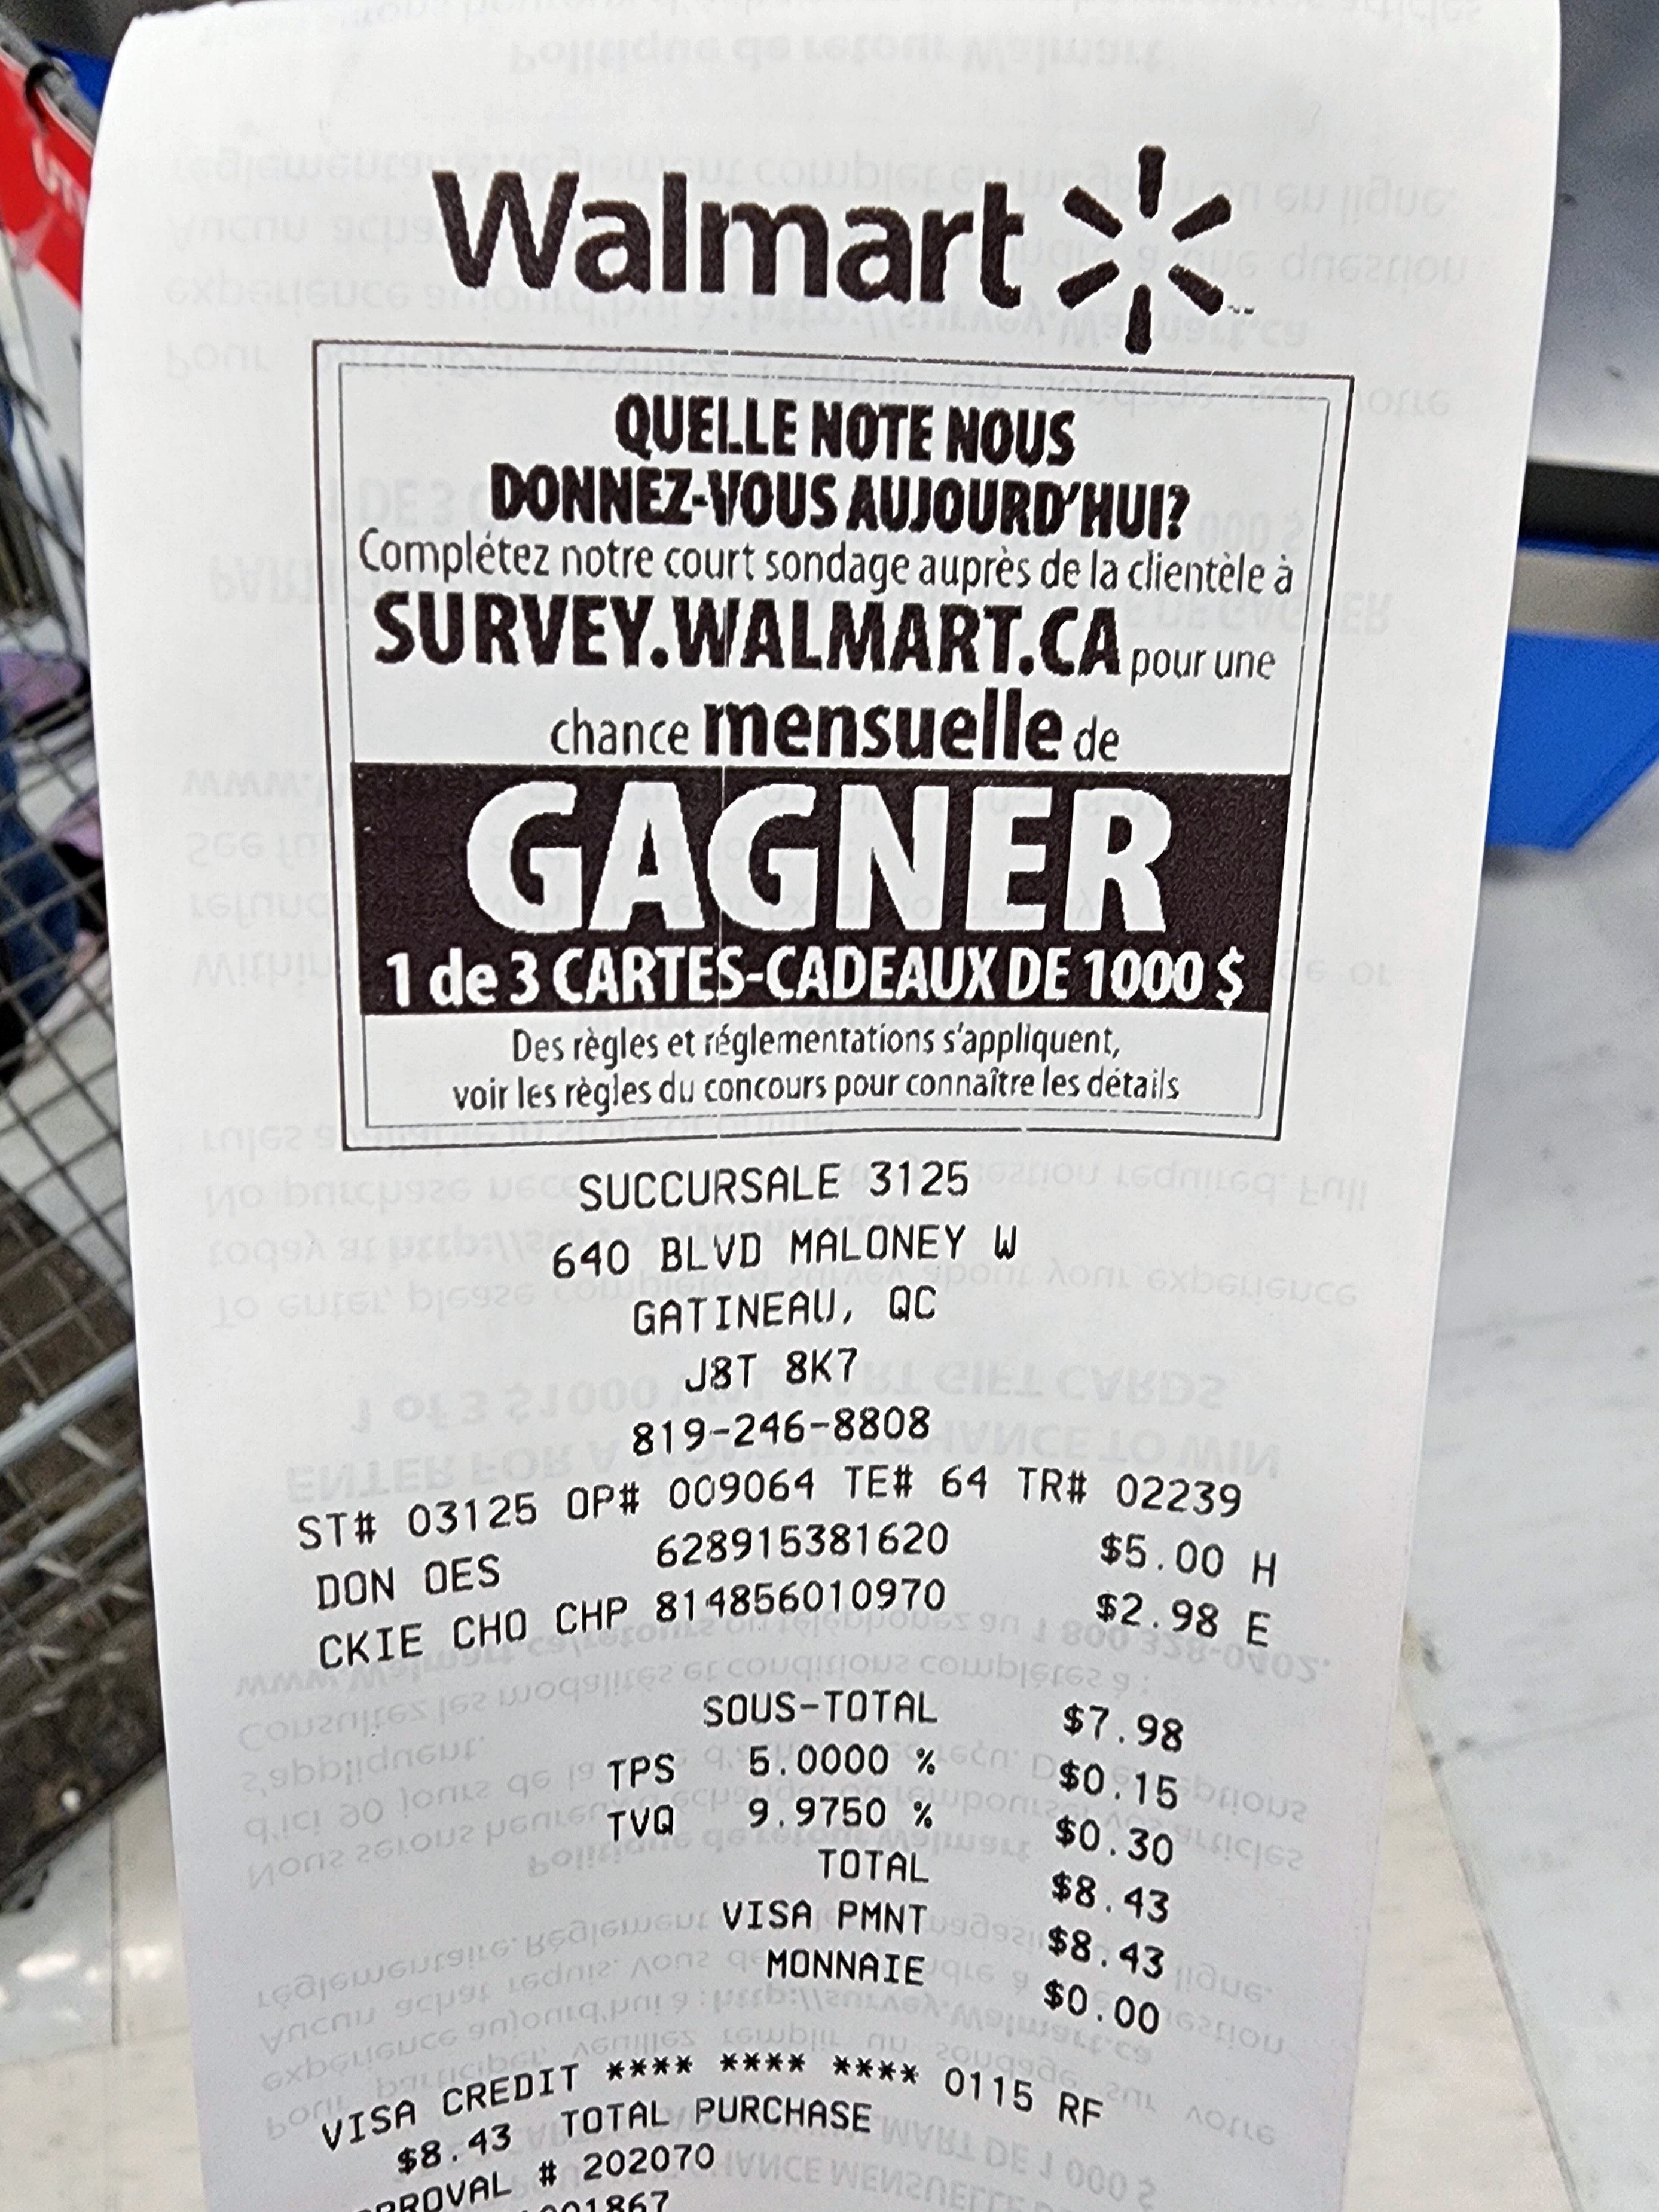 Walmart
QUELLE NOTE NOUS
DONNEZ-VOUS AUJOURD'HUI?
Complétez notre court sondage auprès de la clientèle à
SURVEY.WALMART.CA pour une
chance mensuelle de
GAGNER
1 de 3 CARTES-CADEAUX DE 1000 $
Des règles et réglementations s'appliquent,
voir les règles du concours pour connaître les détails
SUCCURSALE 3125
640 BLVD MALONEY W
GATINEAU, QC
J8T 8K7
819-246-8808
ST# 03125 OP# 009064 TE# 64 TR# 02239
DON OES 628915381620 $5.00 H
CKIE CHO CHP 814856010970 $2.98 E
SOUS-TOTAL $7.98
TPS 5.0000 % $0.15
TVQ 9.9750 % $0.30
TOTAL $8.43
VISA PMNT $8.43
MONNAIE $0.00
VISA CREDIT **** **** **** 0115 RF
$8.43 TOTAL PURCHASE
# 202070